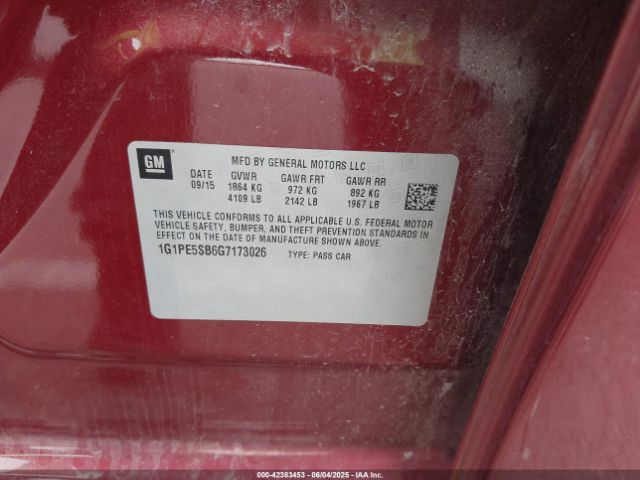 GM
MFD BY GENERAL MOTORS LLC
DATE GVWR GAWR FRT GAWR RR
09/15 1864 KG 972 KG 892 KG
4109 LB 2142 LB 1967 LB
THIS VEHICLE CONFORMS TO ALL APPLICABLE U.S. FEDERAL MOTOR
VEHICLE SAFETY, BUMPER, AND THEFT PREVENTION STANDARDS IN
EFFECT ON THE DATE OF MANUFACTURE SHOWN ABOVE.
1G1PE5SB6G7173026 TYPE: PASS CAR
000-42383453 - 06/04/2025 - IAA Inc.